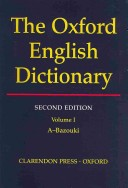 The Oxford
English
Dictionary
SECOND EDITION
Volume I
A–Bazouki
CLARENDON PRESS · OXFORD